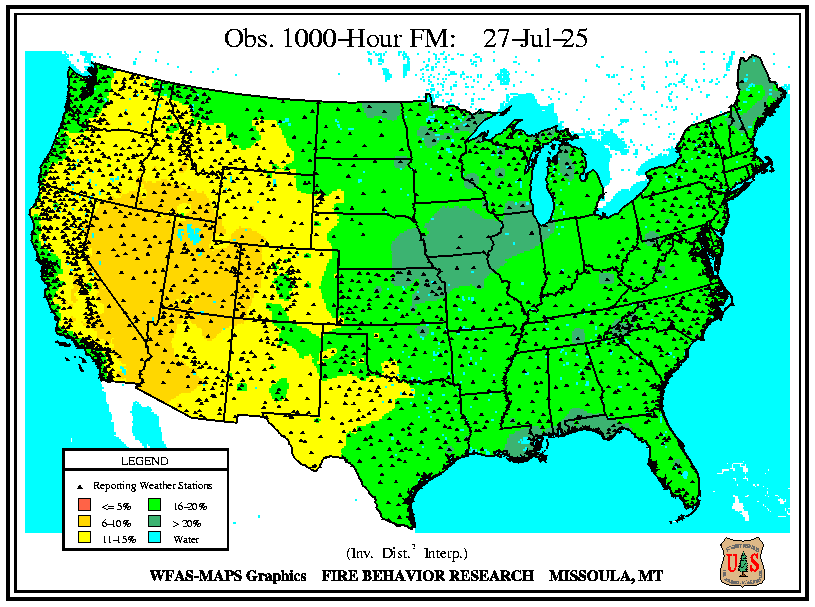 Obs. 1000-Hour FM: 27-Jul-25
LEGEND
Reporting Weather Stations
<= 5%
16-20%
6-10%
> 20%
11-15%
Water
(Inv. Dist.² Interp.)
WFAS-MAPS Graphics FIRE BEHAVIOR RESEARCH MISSOULA, MT
U S